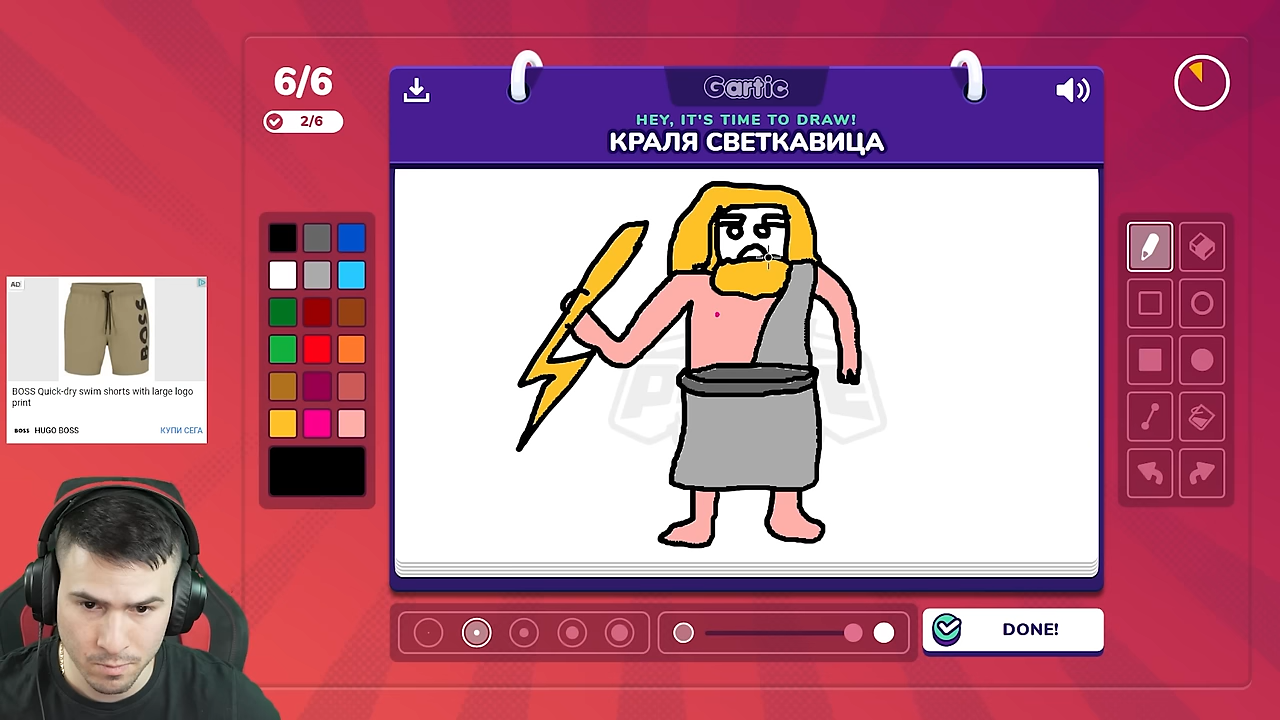 6/6
2/6
Gartic
HEY, IT'S TIME TO DRAW!
КРАЛЯ СВЕТКАВИЦА
AD
BOSS
BOSS Quick-dry swim shorts with large logo
print
BOSS HUGO BOSS
КУПИ СЕГА
DONE!